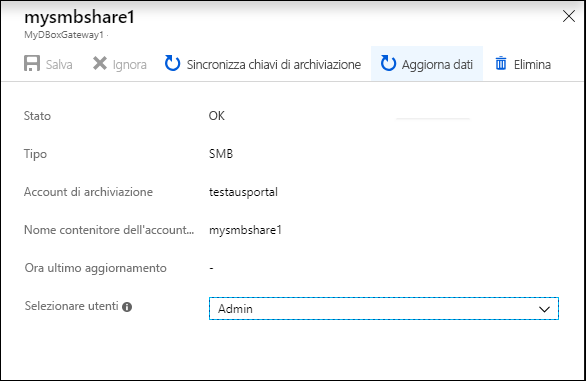 mysmbshare1
MyDBoxGateway1
Salva Ignora Sincronizza chiavi di archiviazione Aggiorna dati Elimina
Stato OK
Tipo SMB
Account di archiviazione testausportal
Nome contenitore dell'account... mysmbshare1
Ora ultimo aggiornamento -
Selezionare utenti Admin